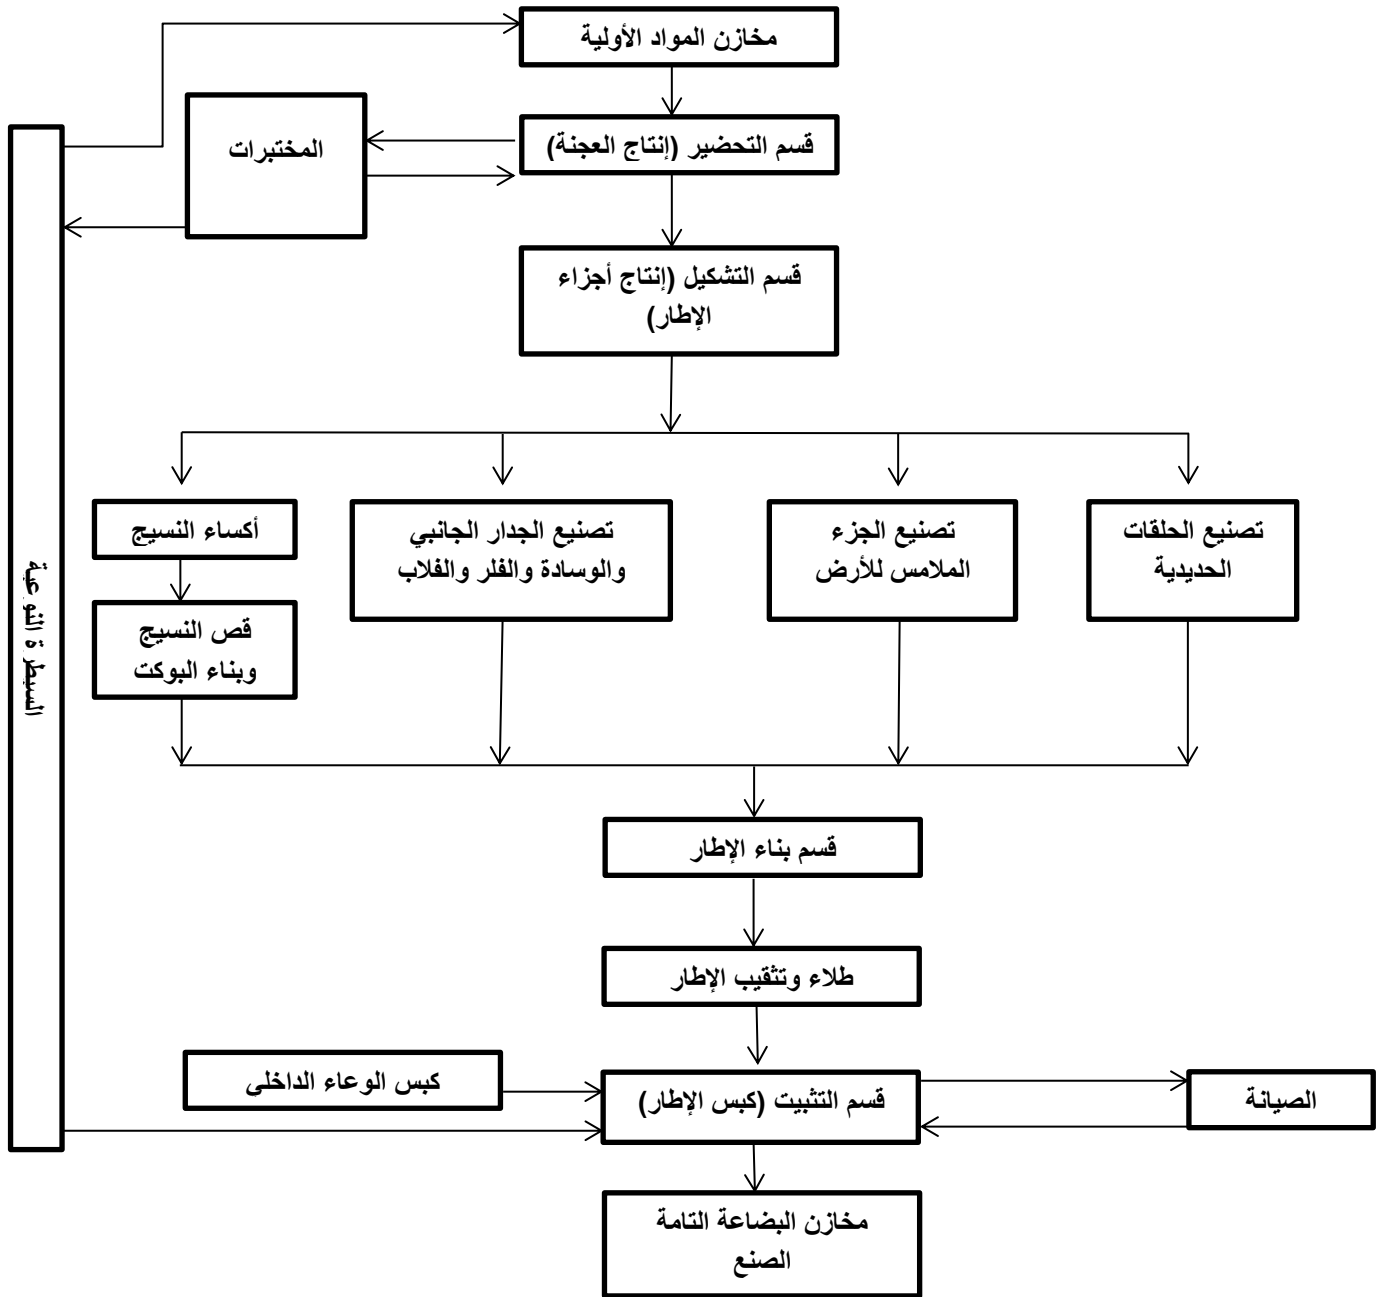 مخازن المواد الأولية
قسم التحضير (إنتاج العجنة)
المختبرات
قسم التشكيل (إنتاج أجزاء
الإطار)
تصنيع الحلقات
الحديدية
تصنيع الجزء
الملامس للأرض
تصنيع الجدار الجانبي
والوسادة والفلر والفلاب
أكساء النسيج
قص النسيج
وبناء البوكت
السيطرة النوعية
قسم بناء الإطار
طلاء وتثقيب الإطار
كبس الوعاء الداخلي
قسم التثبيت (كبس الإطار)
الصيانة
مخازن البضاعة التامة
الصنع